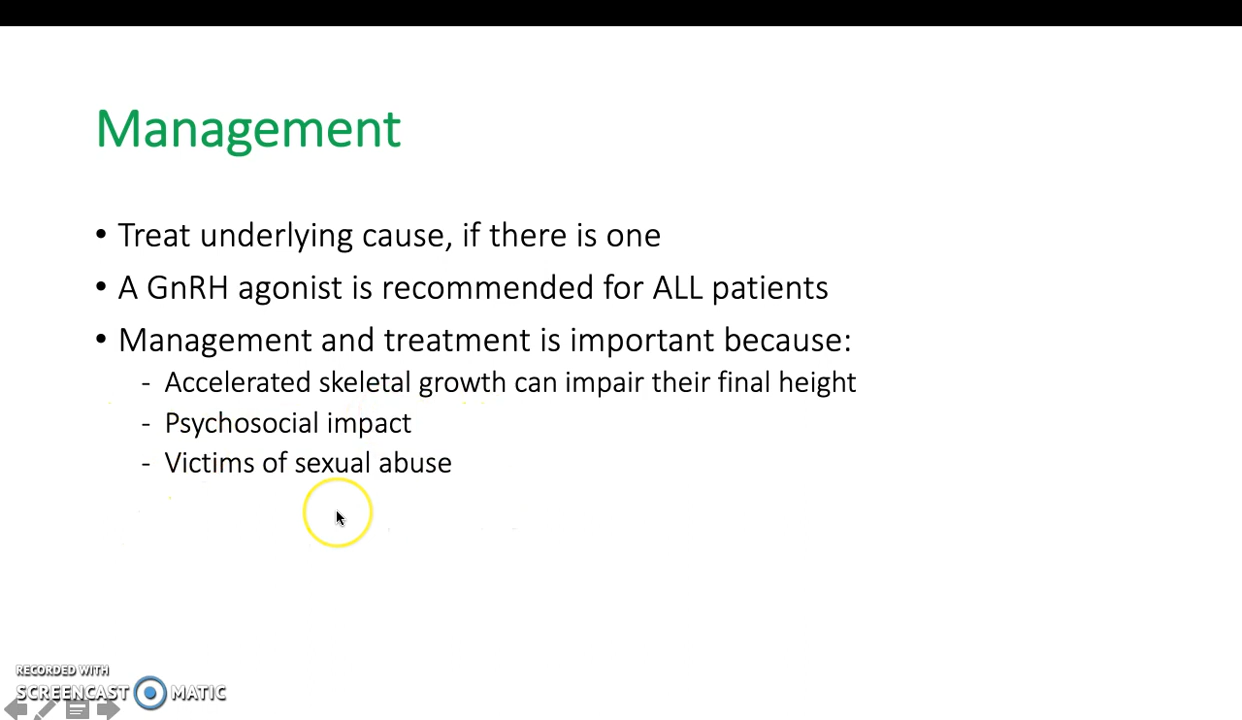 Management
• Treat underlying cause, if there is one
• A GnRH agonist is recommended for ALL patients
• Management and treatment is important because:
- Accelerated skeletal growth can impair their final height
- Psychosocial impact
- Victims of sexual abuse
RECORDED WITH
SCREENCAST MATIC